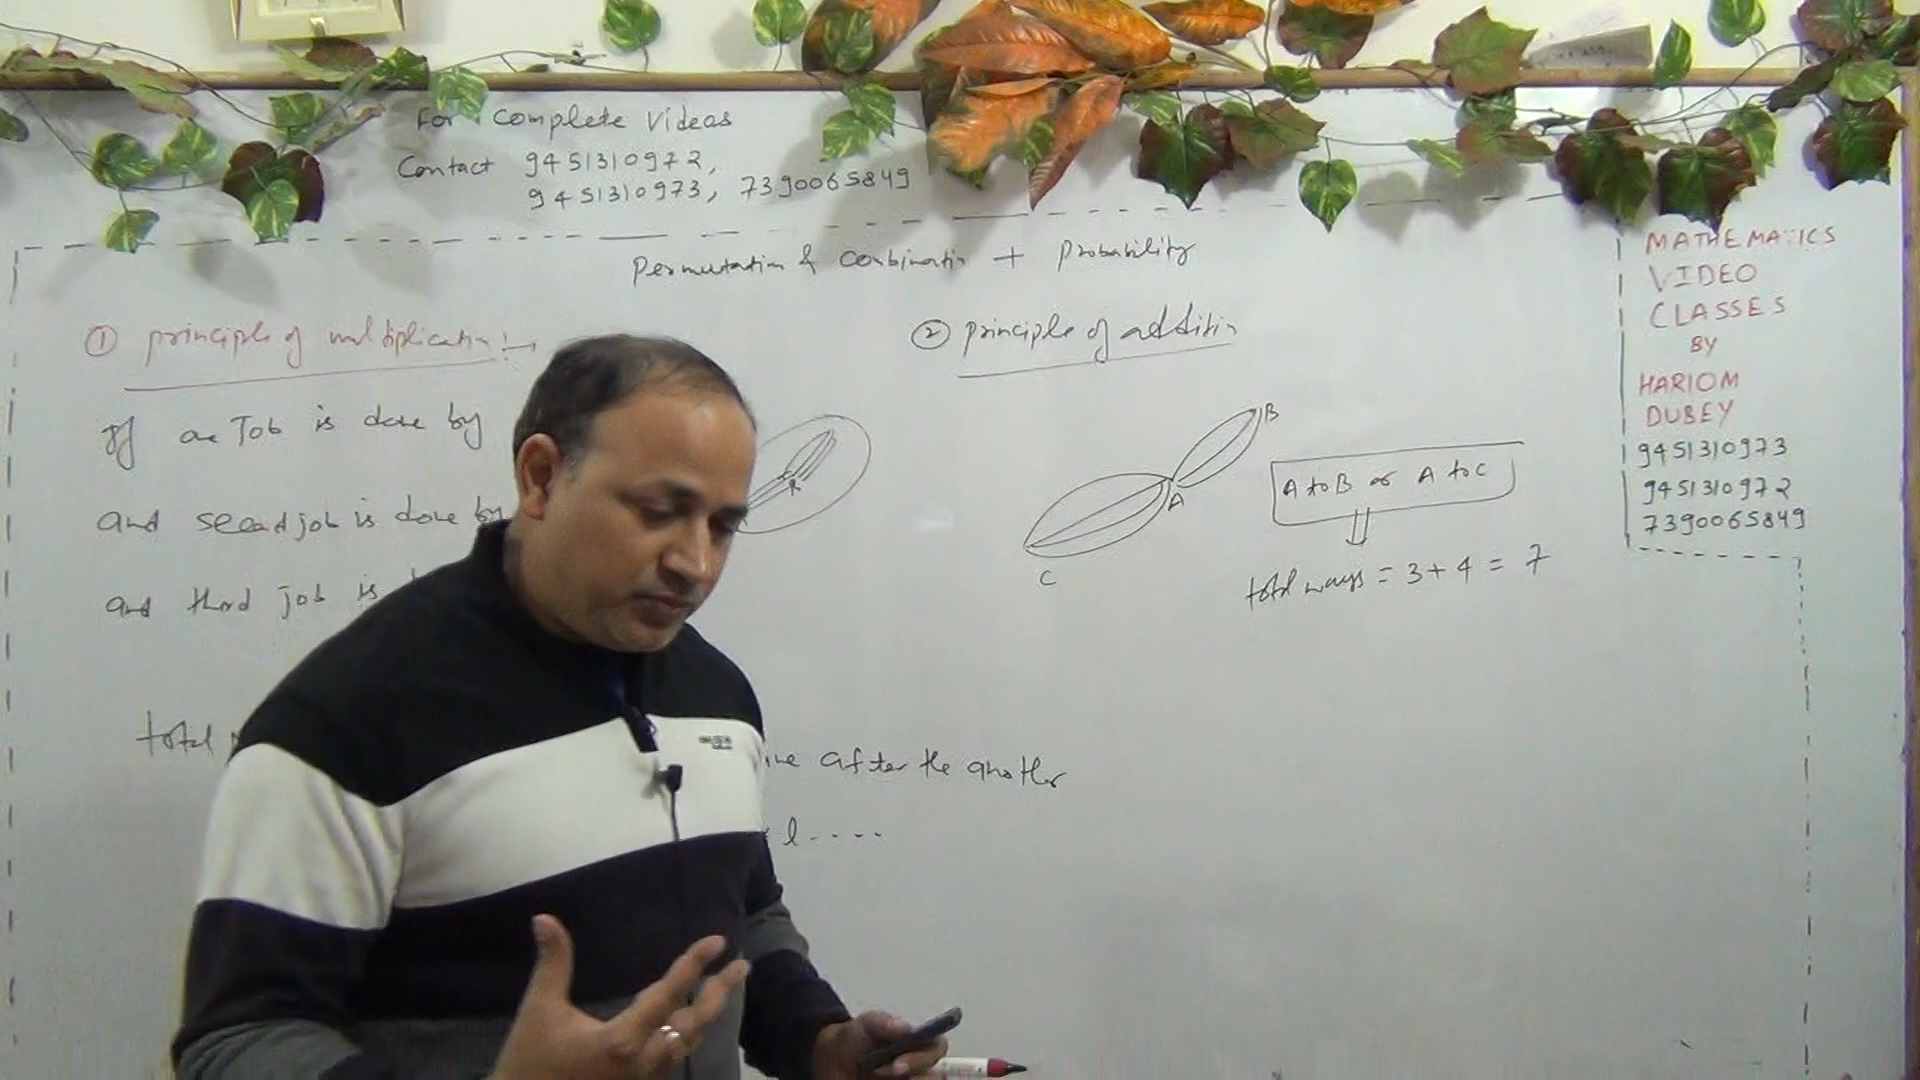 For Complete Videos
Contact 9451310972,
9451310973, 7390065849
Permutation & Combination + Probability
① principle of multiplication :→
If one Job is done by
and second job is done by
and third job is
total
after the another
l ----
R
② principle of addition
B
A
C
A to B or A to C
total ways = 3 + 4 = 7
MATHEMATICS
VIDEO
CLASSES
BY
HARIOM
DUBEY
9451310973
9451310972
7390065849